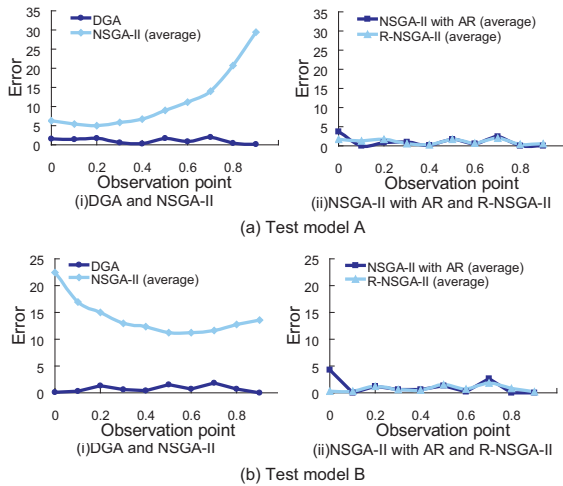 DGA
NSGA-II (average)
Error
35
30
25
20
15
10
5
0
0 0.2 0.4 0.6 0.8
Observation point
(i)DGA and NSGA-II
NSGA-II with AR (average)
R-NSGA-II (average)
Error
35
30
25
20
15
10
5
0
0 0.2 0.4 0.6 0.8
Observation point
(ii)NSGA-II with AR and R-NSGA-II
(a) Test model A
DGA
NSGA-II (average)
Error
25
20
15
10
5
0
0 0.2 0.4 0.6 0.8
Observation point
(i)DGA and NSGA-II
NSGA-II with AR (average)
R-NSGA-II (average)
Error
25
20
15
10
5
0
0 0.2 0.4 0.6 0.8
Observation point
(ii)NSGA-II with AR and R-NSGA-II
(b) Test model B